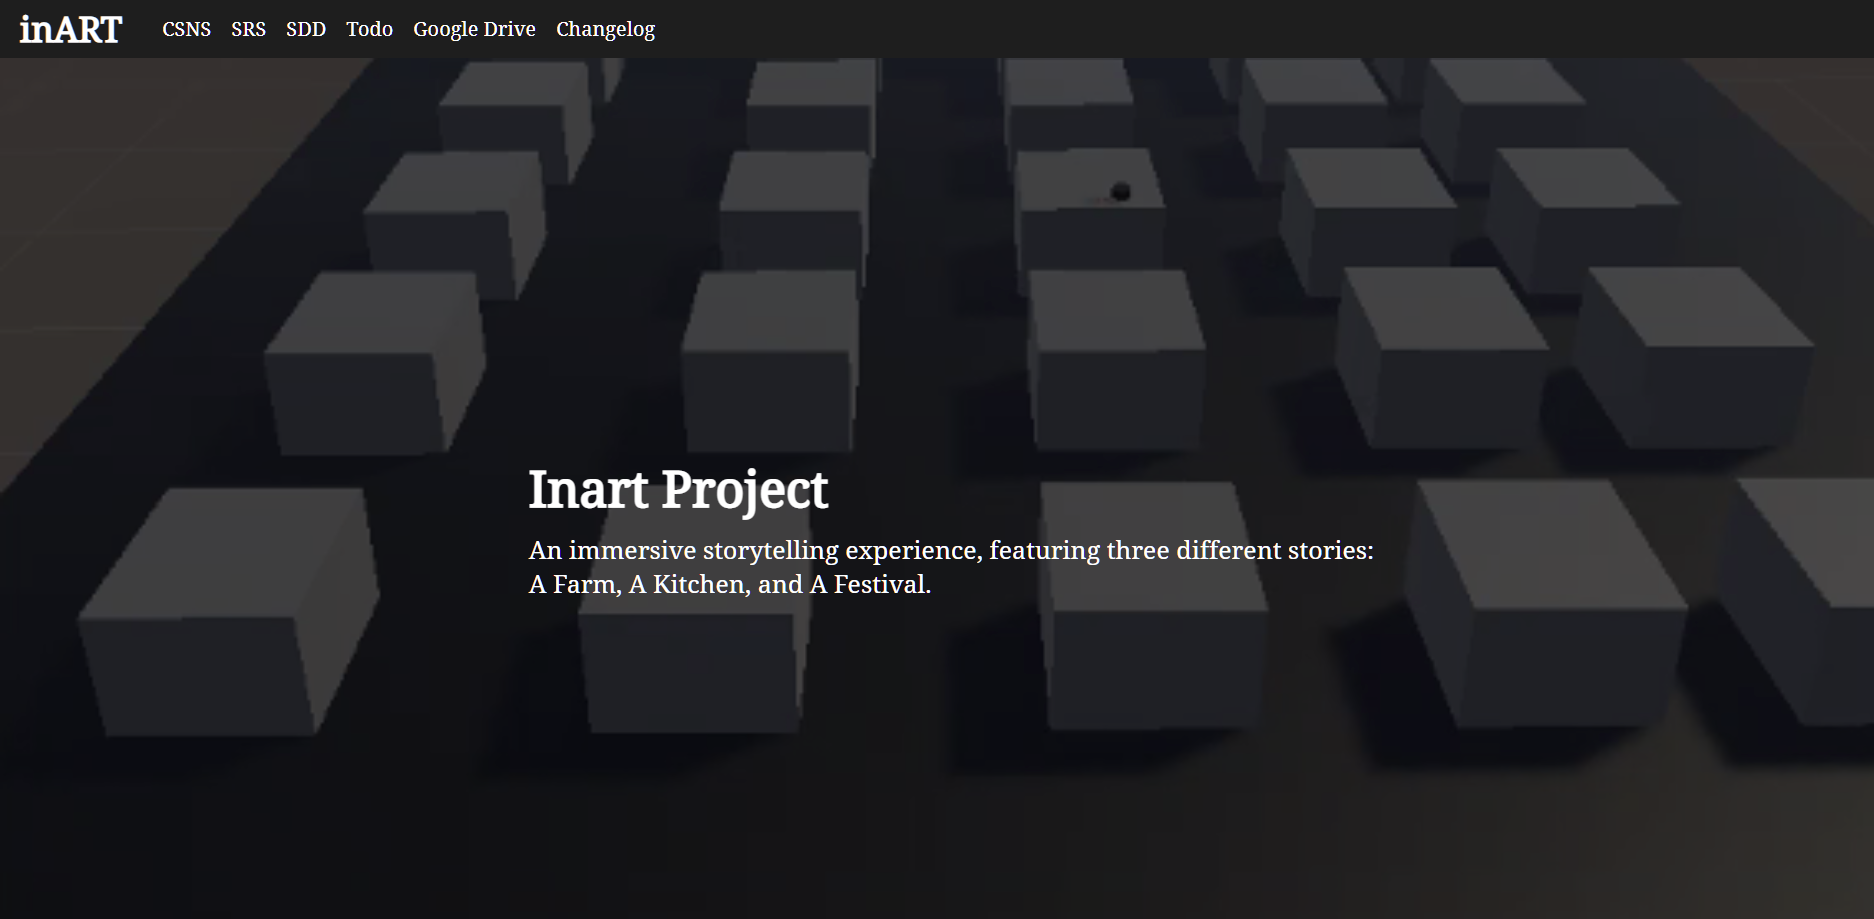 inART
CSNS SRS SDD Todo Google Drive Changelog
Inart Project
An immersive storytelling experience, featuring three different stories:
A Farm, A Kitchen, and A Festival.